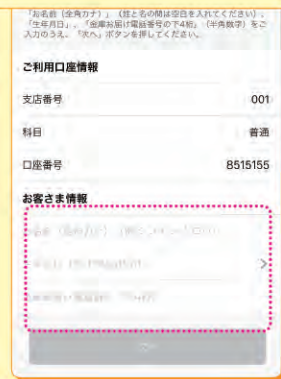 「お名前（全角カナ）」（姓と名の間は空白を入れてください）、
「生年月日」、「金庫お届け電話番号の下4桁」（半角数字）をご
入力のうえ、「次へ」ボタンを押してください。
ご利用口座情報
支店番号 001
科目 普通
口座番号 8515155
お客さま情報